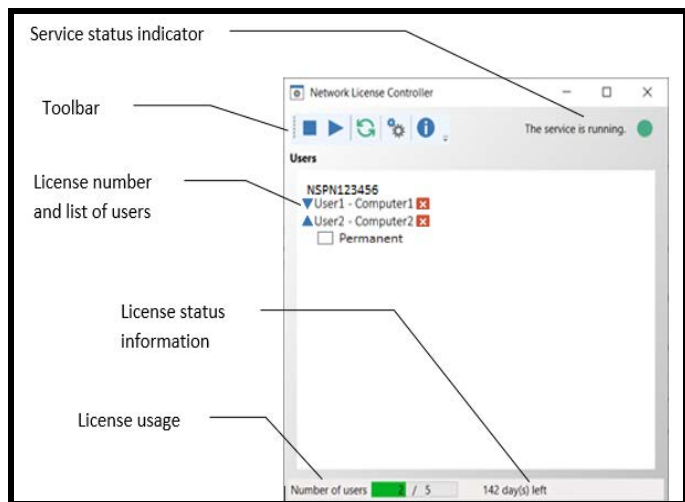 Service status indicator
Network License Controller
Toolbar
The service is running.
Users
License number
and list of users
NSPN123456
User1 - Computer1
User2 - Computer2
Permanent
License status
information
License usage
Number of users 2 / 5
142 day(s) left